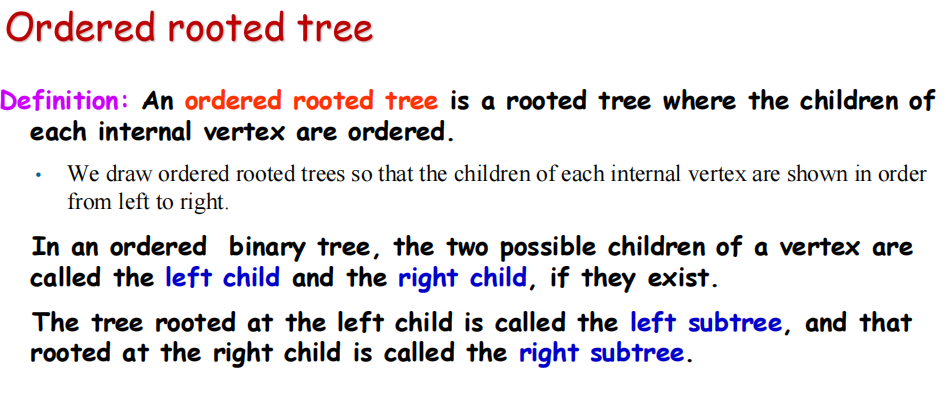 Ordered rooted tree
Definition: An ordered rooted tree is a rooted tree where the children of
each internal vertex are ordered.
• We draw ordered rooted trees so that the children of each internal vertex are shown in order
from left to right.
In an ordered binary tree, the two possible children of a vertex are
called the left child and the right child, if they exist.
The tree rooted at the left child is called the left subtree, and that
rooted at the right child is called the right subtree.